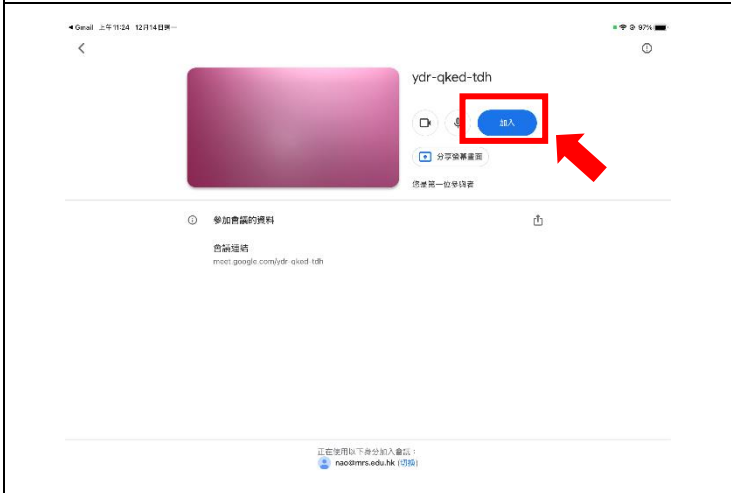 ◀ Gmail 上午11:24 12月14日週一
97%
ydr-qked-tdh
加入
分享螢幕畫面
您是第一位參與者
參加會議的資料
會議連結
meet.google.com/ydr-qked-tdh
正在使用以下身分加入會議：
nao@mrs.edu.hk (切換)